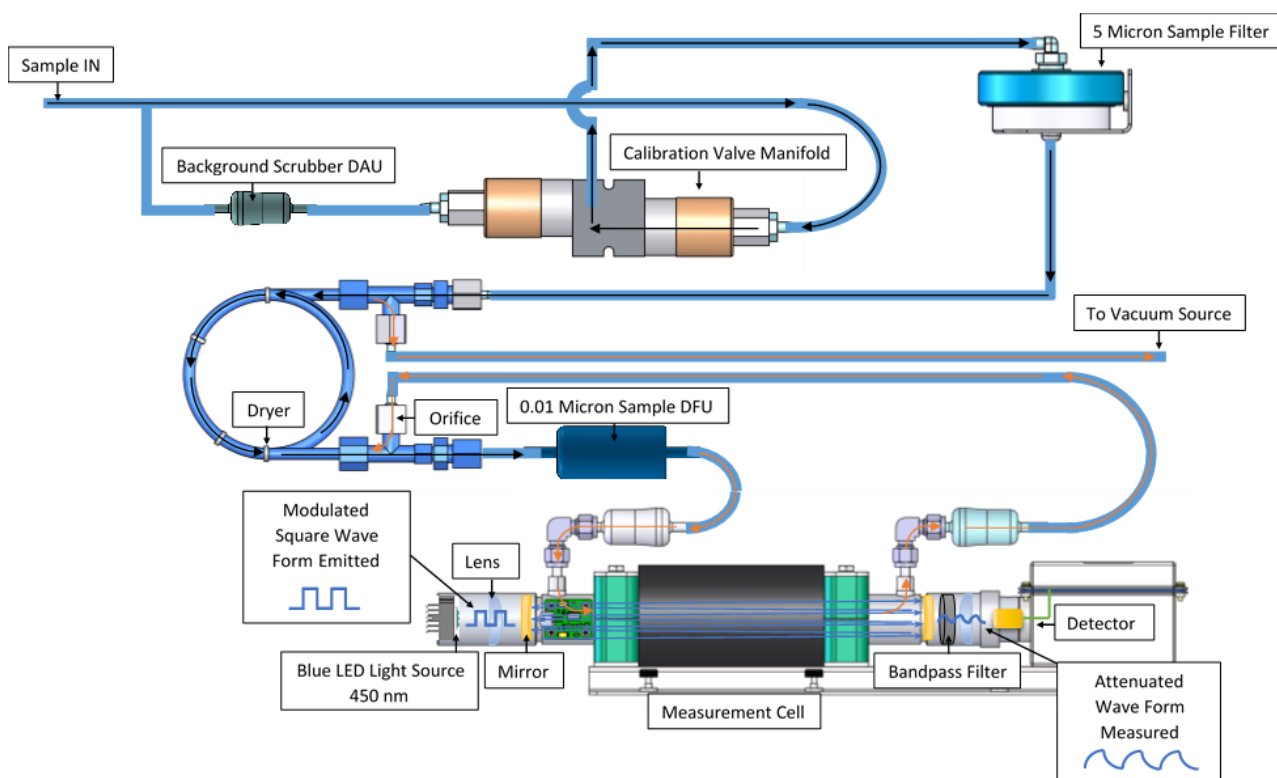 5 Micron Sample Filter
Sample IN
Background Scrubber DAU
Calibration Valve Manifold
To Vacuum Source
Dryer
Orifice
0.01 Micron Sample DFU
Modulated
Square Wave
Form Emitted
Lens
Blue LED Light Source
450 nm
Mirror
Measurement Cell
Bandpass Filter
Detector
Attenuated
Wave Form
Measured